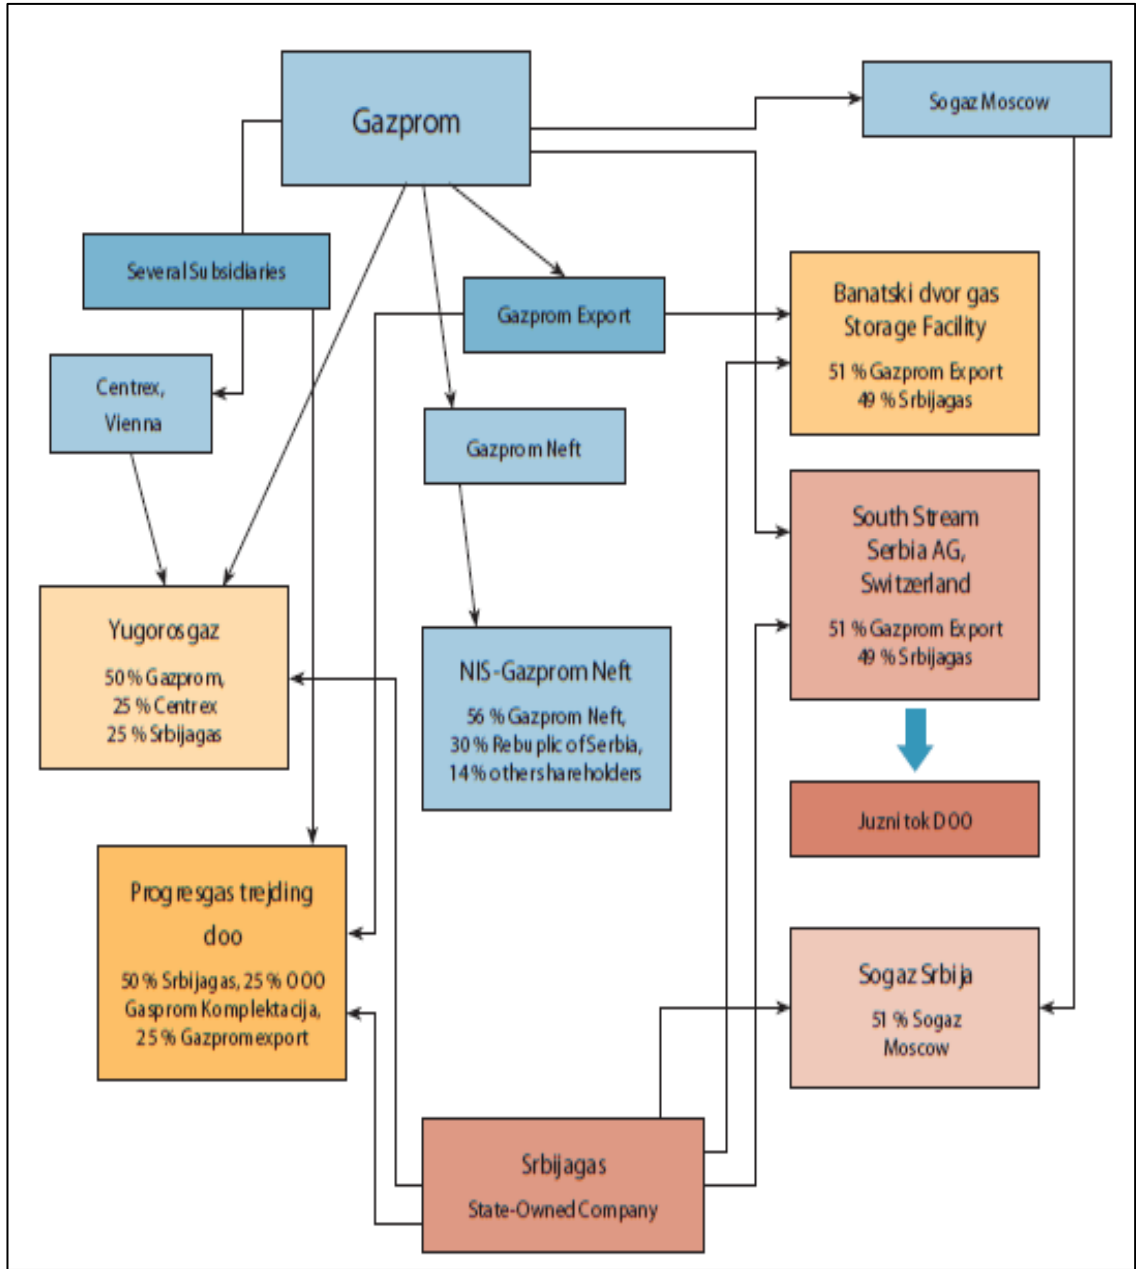 Gazprom
Sogaz Moscow
Several Subsidiaries
Gazprom Export
Banatski dvor gas
Storage Facility
51 % Gazprom Export
49 % Srbijagas
Centrex,
Vienna
Gazprom Neft
South Stream
Serbia AG,
Switzerland
51 % Gazprom Export
49 % Srbijagas
Yugorosgaz
50 % Gazprom,
25 % Centrex
25 % Srbijagas
NIS-Gazprom Neft
56 % Gazprom Neft,
30 % Rebuplic of Serbia,
14 % other shareholders
Juzni tok DOO
Progresgas trejding
doo
50 % Srbijagas, 25 % OOO
Gasprom Komplektacija,
25 % Gazpromexport
Sogaz Srbija
51 % Sogaz
Moscow
Srbijagas
State-Owned Company